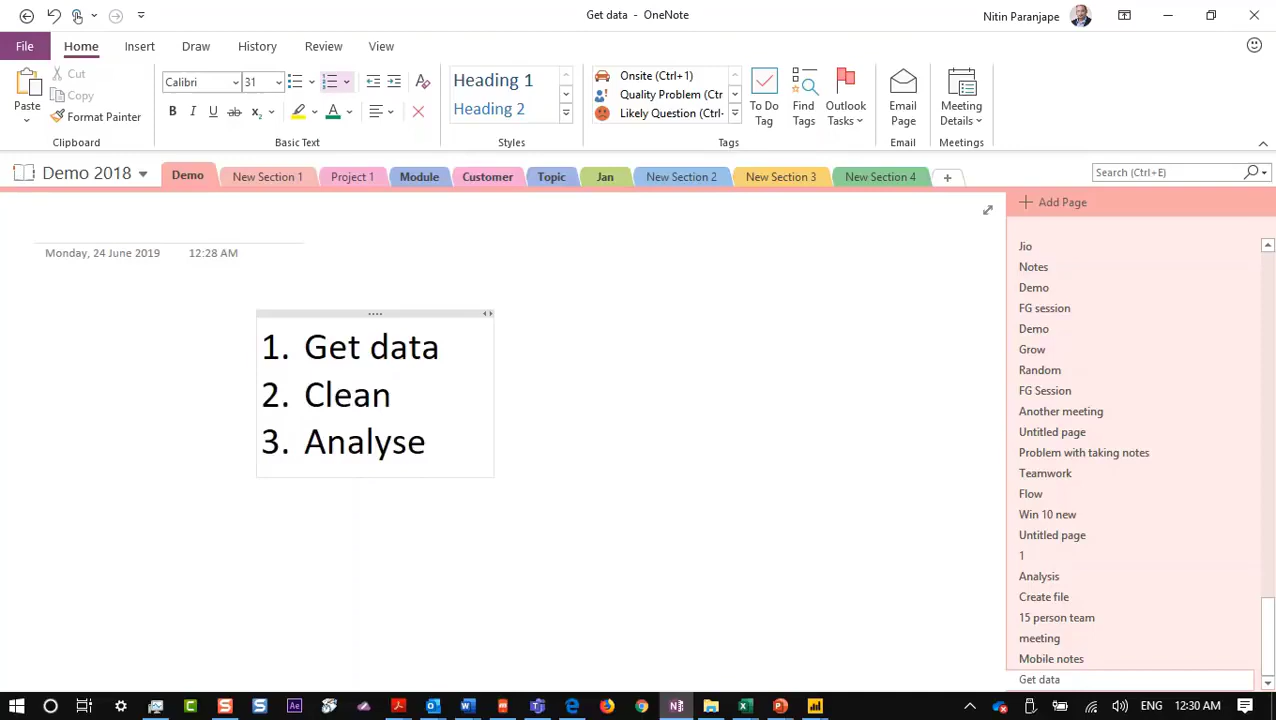 Get data - OneNote
Nitin Paranjape
File
Home
Insert
Draw
History
Review
View
Paste
Cut
Copy
Format Painter
Clipboard
Calibri
31
B I U ab x₂
A
Basic Text
Heading 1
Heading 2
Styles
Onsite (Ctrl+1)
Quality Problem (Ctr
Likely Question (Ctrl-
To Do
Tag
Find
Tags
Outlook
Tasks
Tags
Email
Page
Email
Meeting
Details
Meetings
Demo 2018
Demo
New Section 1
Project 1
Module
Customer
Topic
Jan
New Section 2
New Section 3
New Section 4
Search (Ctrl+E)
Monday, 24 June 2019 12:28 AM
1. Get data
2. Clean
3. Analyse
Add Page
Jio
Notes
Demo
FG session
Demo
Grow
Random
FG Session
Another meeting
Untitled page
Problem with taking notes
Teamwork
Flow
Win 10 new
Untitled page
1
Analysis
Create file
15 person team
meeting
Mobile notes
Get data
ENG
12:30 AM